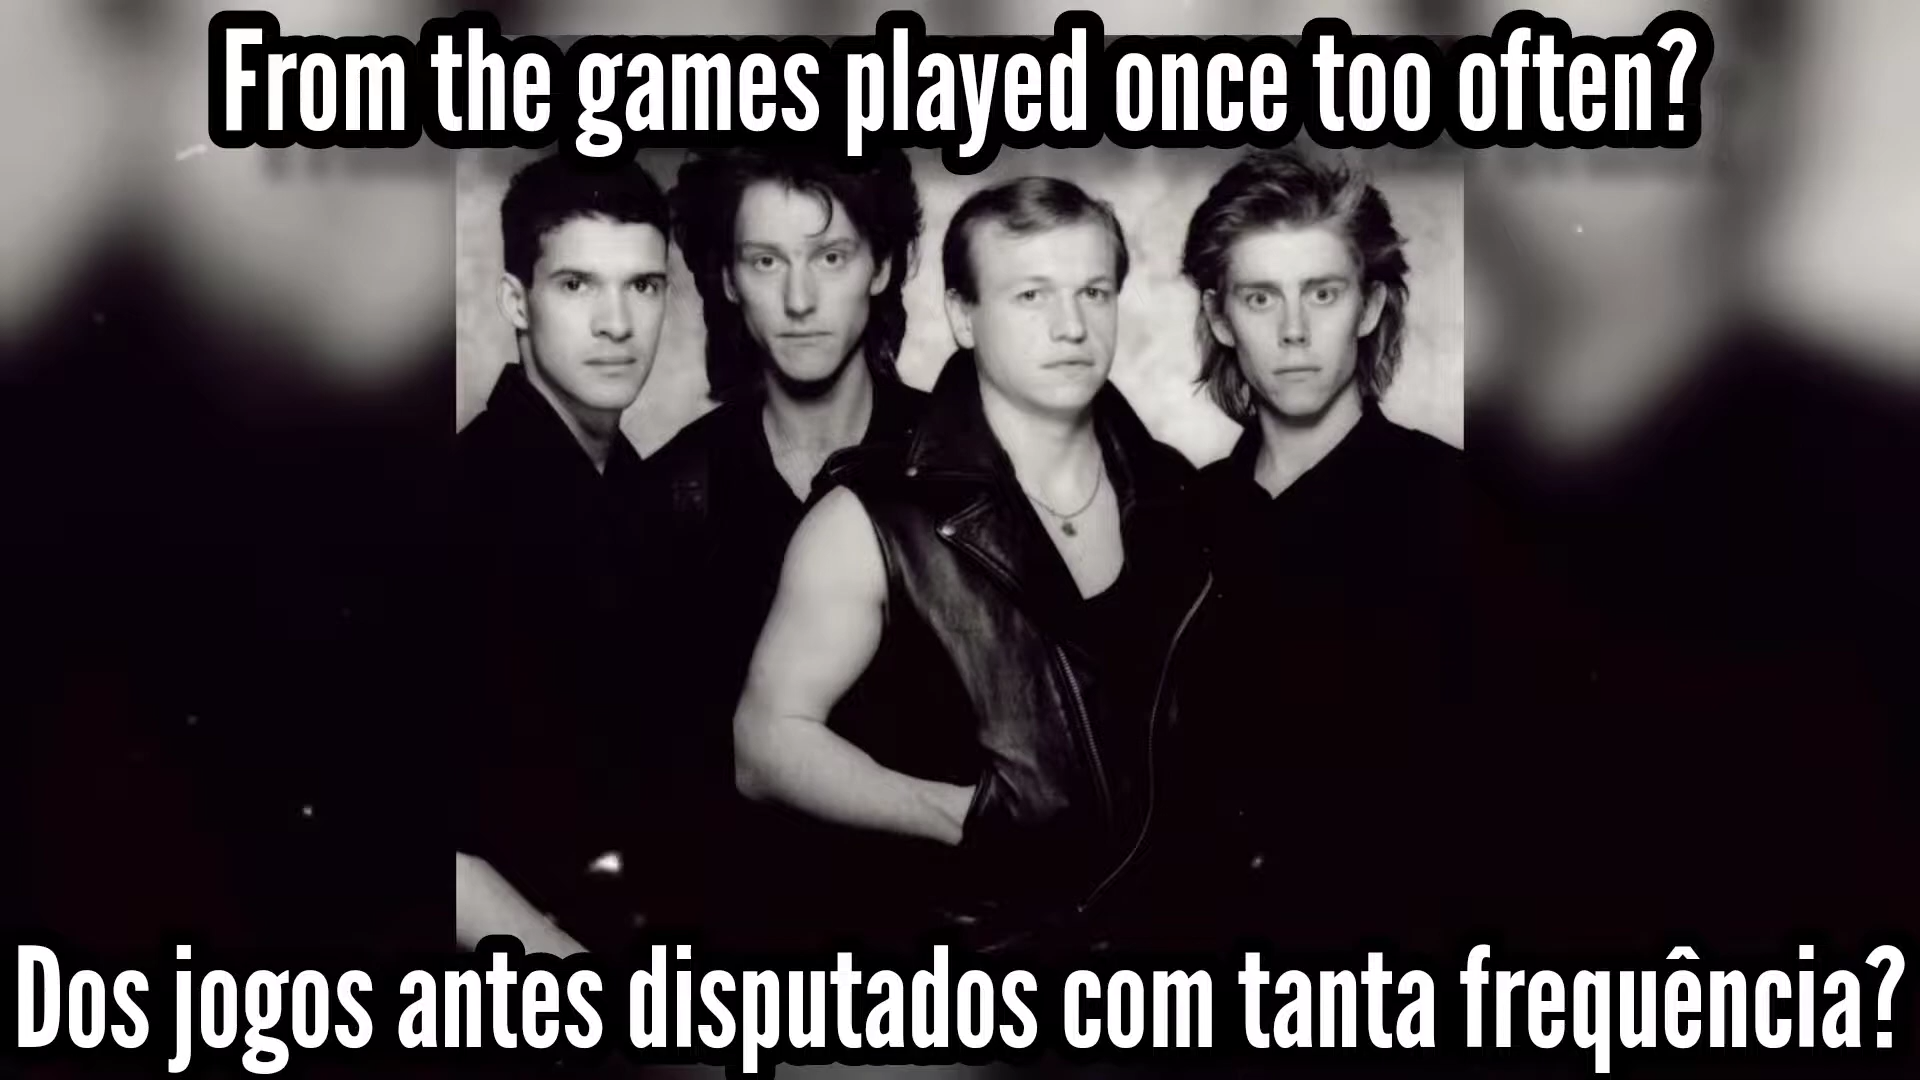 From the games played once too often?
Dos jogos antes disputados com tanta frequência?